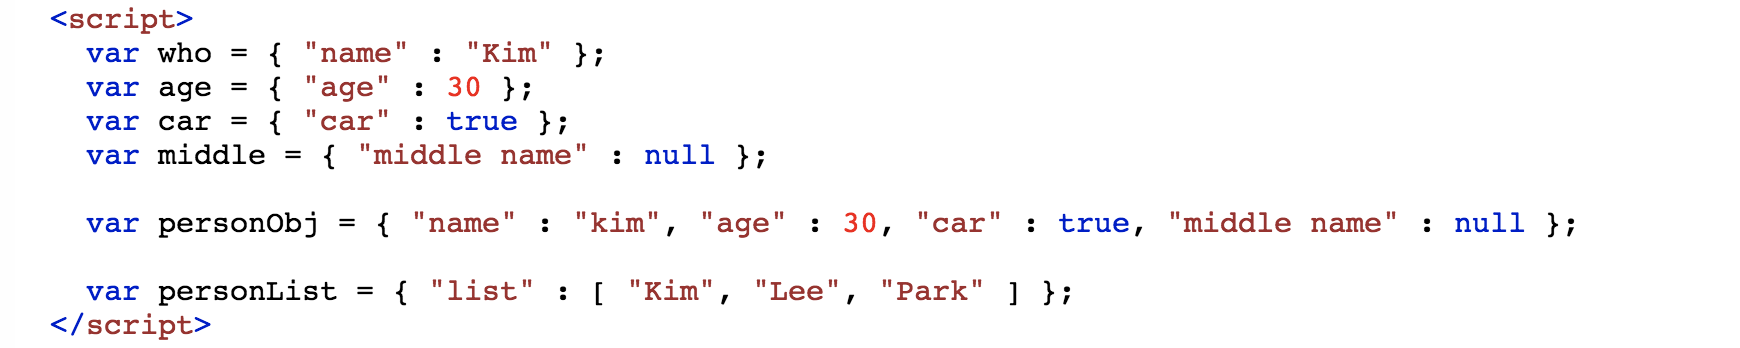 <script>
var who = { "name" : "Kim" };
var age = { "age" : 30 };
var car = { "car" : true };
var middle = { "middle name" : null };
var personObj = { "name" : "kim", "age" : 30, "car" : true, "middle name" : null };
var personList = { "list" : [ "Kim", "Lee", "Park" ] };
</script>